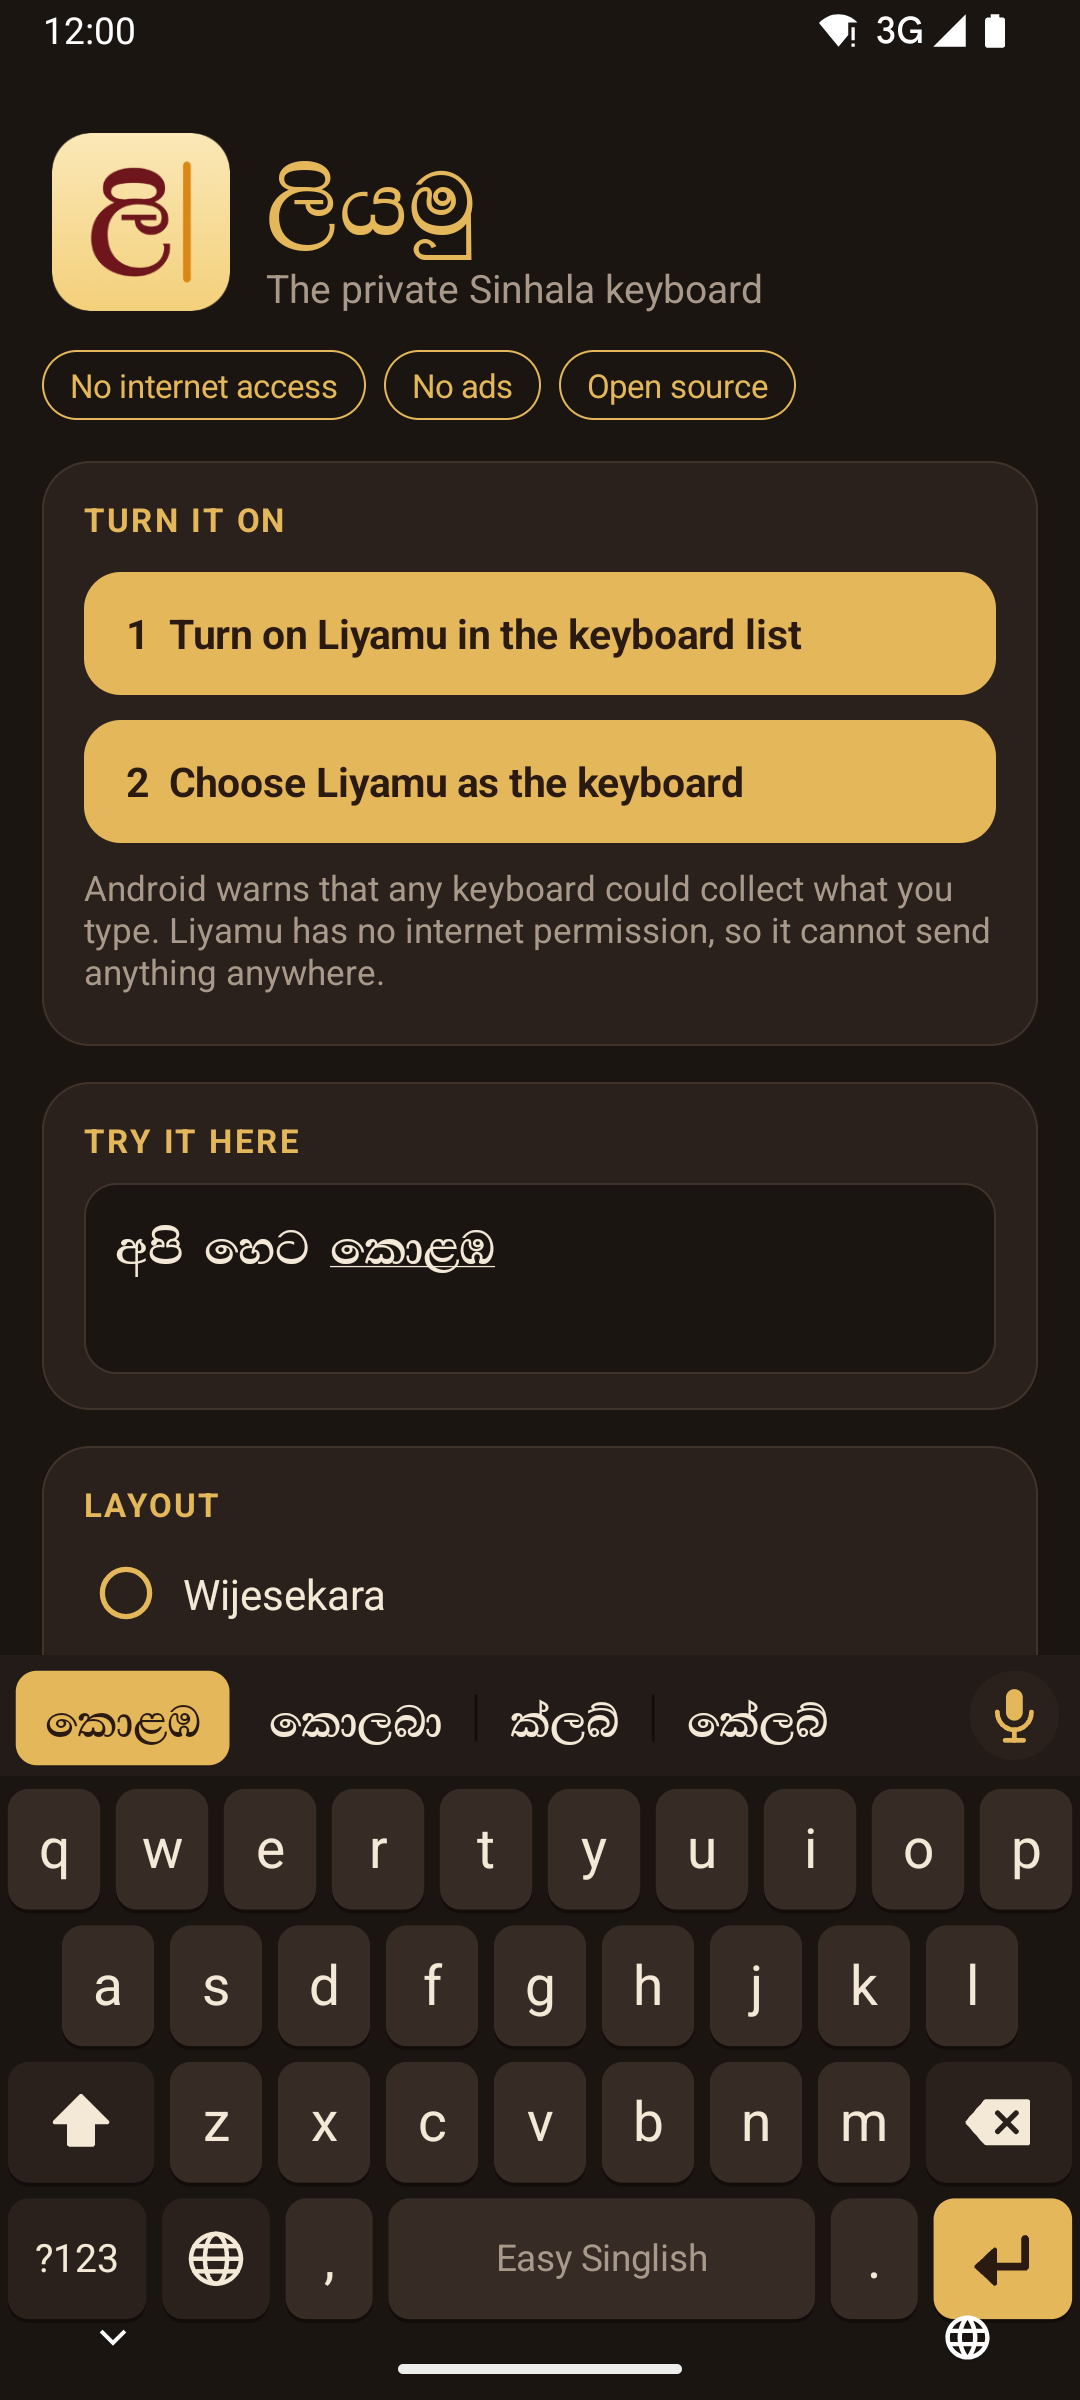 12:00 3G
ලි
ලියමු
The private Sinhala keyboard
No internet access No ads Open source
TURN IT ON
1 Turn on Liyamu in the keyboard list
2 Choose Liyamu as the keyboard
Android warns that any keyboard could collect what you
type. Liyamu has no internet permission, so it cannot send
anything anywhere.
TRY IT HERE
අපි හෙට කොළඹ
LAYOUT
Wijesekara
කොළඹ කොලබා ක්ලබ් කේලබ්
q w e r t y u i o p
a s d f g h j k l
z x c v b n m
?123 , Easy Singlish .